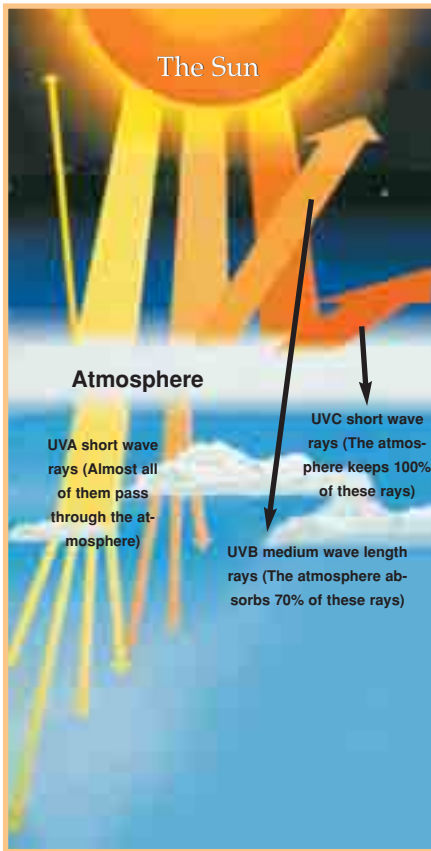 The Sun
Atmosphere
UVA short wave
rays (Almost all
of them pass
through the at-
mosphere)
UVC short wave
rays (The atmos-
phere keeps 100%
of these rays)
UVB medium wave length
rays (The atmosphere ab-
sorbs 70% of these rays)